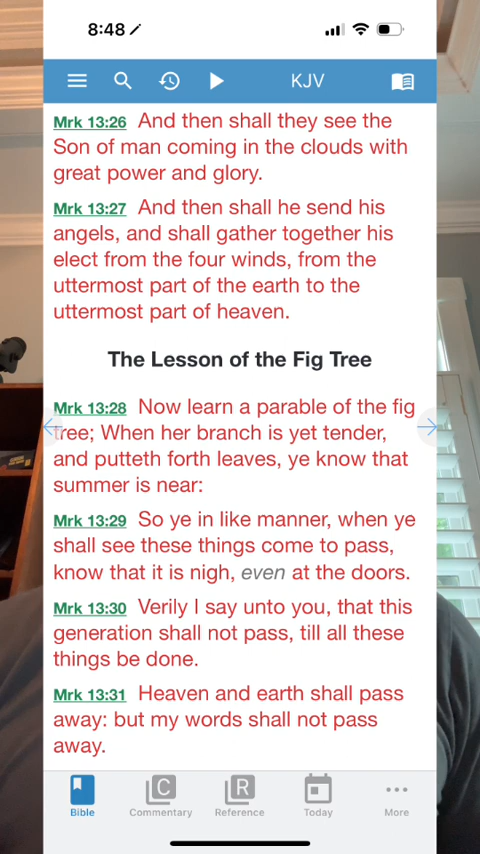 8:48
KJV
Mrk 13:26 And then shall they see the
Son of man coming in the clouds with
great power and glory.
Mrk 13:27 And then shall he send his
angels, and shall gather together his
elect from the four winds, from the
uttermost part of the earth to the
uttermost part of heaven.
The Lesson of the Fig Tree
Mrk 13:28 Now learn a parable of the fig
tree; When her branch is yet tender,
and putteth forth leaves, ye know that
summer is near:
Mrk 13:29 So ye in like manner, when ye
shall see these things come to pass,
know that it is nigh, even at the doors.
Mrk 13:30 Verily I say unto you, that this
generation shall not pass, till all these
things be done.
Mrk 13:31 Heaven and earth shall pass
away: but my words shall not pass
away.
C R
Bible Commentary Reference Today More